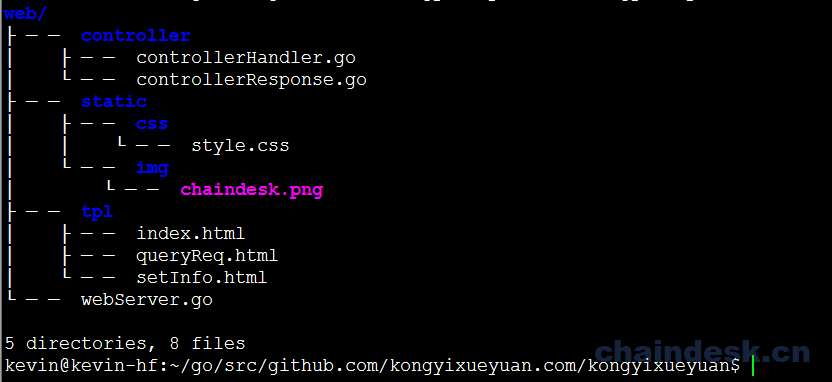 web/
├── controller
│   ├── controllerHandler.go
│   └── controllerResponse.go
├── static
│   ├── css
│   │   └── style.css
│   └── img
│       └── chaindesk.png
├── tpl
│   ├── index.html
│   ├── queryReq.html
│   └── setInfo.html
└── webServer.go

5 directories, 8 files
chaindesk.cn
kevin@kevin-hf:~/go/src/github.com/kongyixueyuan.com/kongyixueyuan$